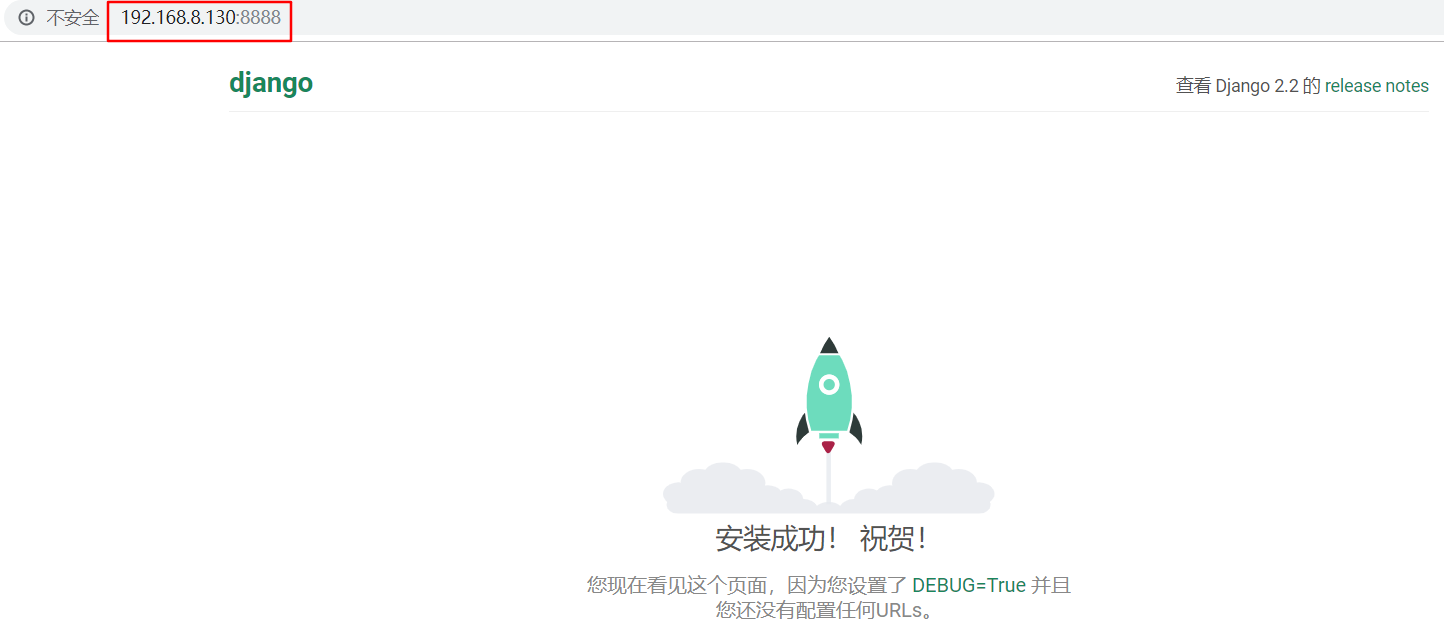 不安全 192.168.8.130:8888
django 查看 Django 2.2 的 release notes
安装成功！ 祝贺！
您现在看见这个页面，因为您设置了 DEBUG=True 并且
您还没有配置任何URLs。